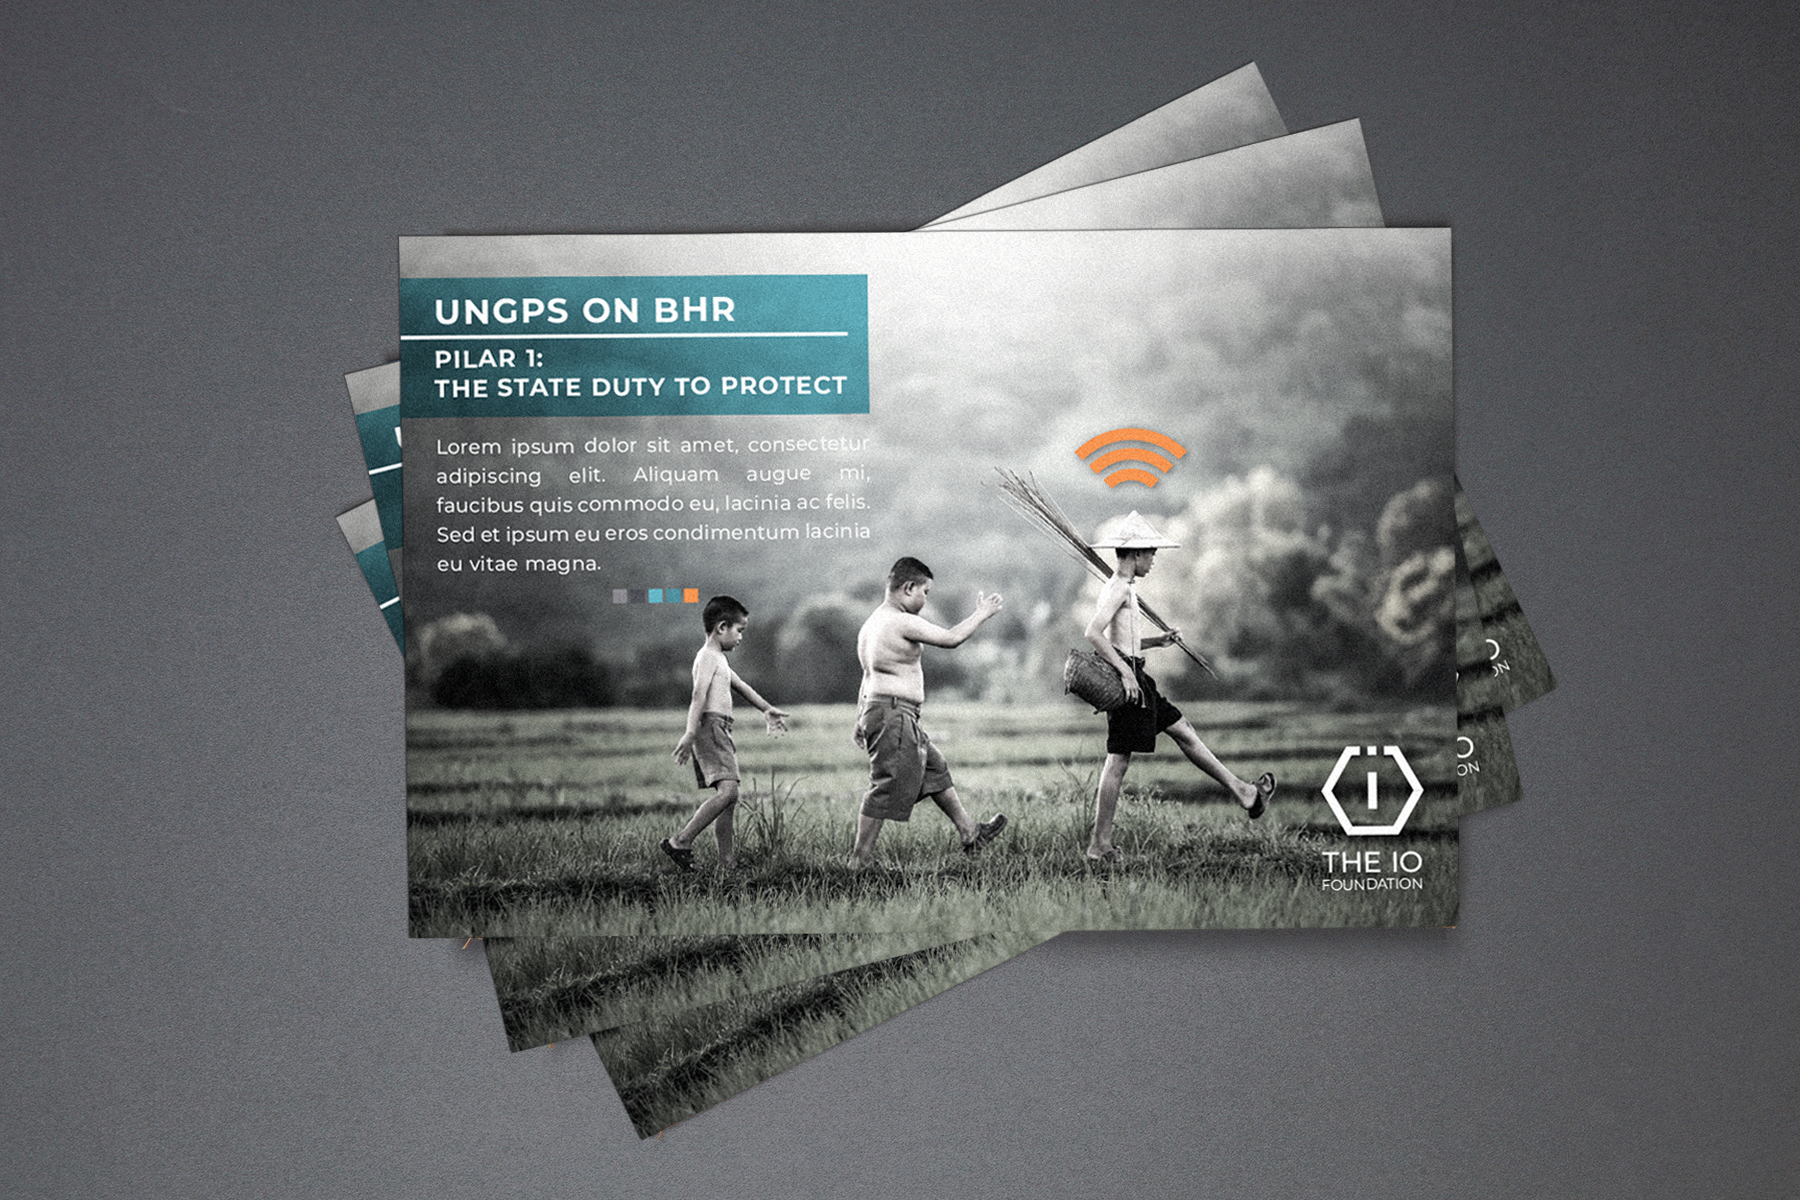 UNGPS ON BHR
PILAR 1:
THE STATE DUTY TO PROTECT
Lorem ipsum dolor sit amet, consectetur
adipiscing elit. Aliquam augue mi,
faucibus quis commodo eu, lacinia ac felis.
Sed et ipsum eu eros condimentum lacinia
eu vitae magna.
THE IO
FOUNDATION
O
ON
O
ON